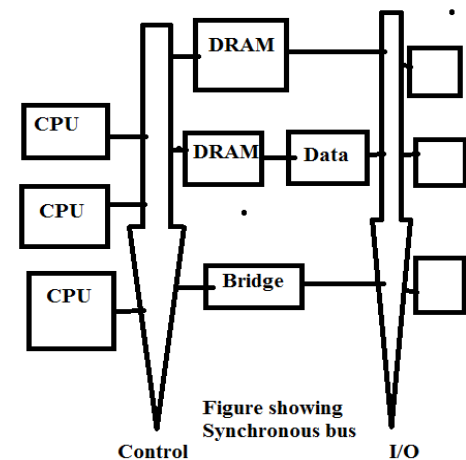 DRAM
CPU
DRAM
Data
CPU
Bridge
CPU
Figure showing
Synchronous bus
Control
I/O